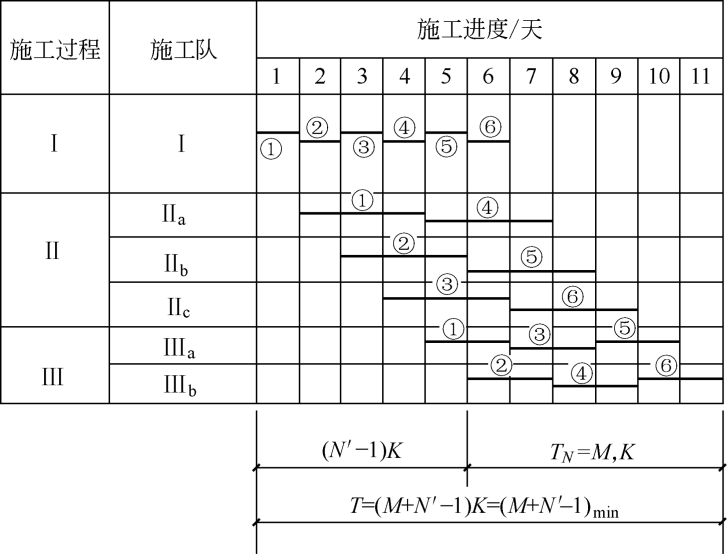 施工过程 施工队 施工进度/天
1 2 3 4 5 6 7 8 9 10 11
Ⅰ Ⅰ ① ② ③ ④ ⑤ ⑥
Ⅱ
Ⅱa ① ④
Ⅱb ② ⑤
Ⅱc ③ ⑥
Ⅲ
Ⅲa ① ③ ⑤
Ⅲb ② ④ ⑥
(N′−1)K TN=M,K
T=(M+N′−1)K=(M+N′−1)min